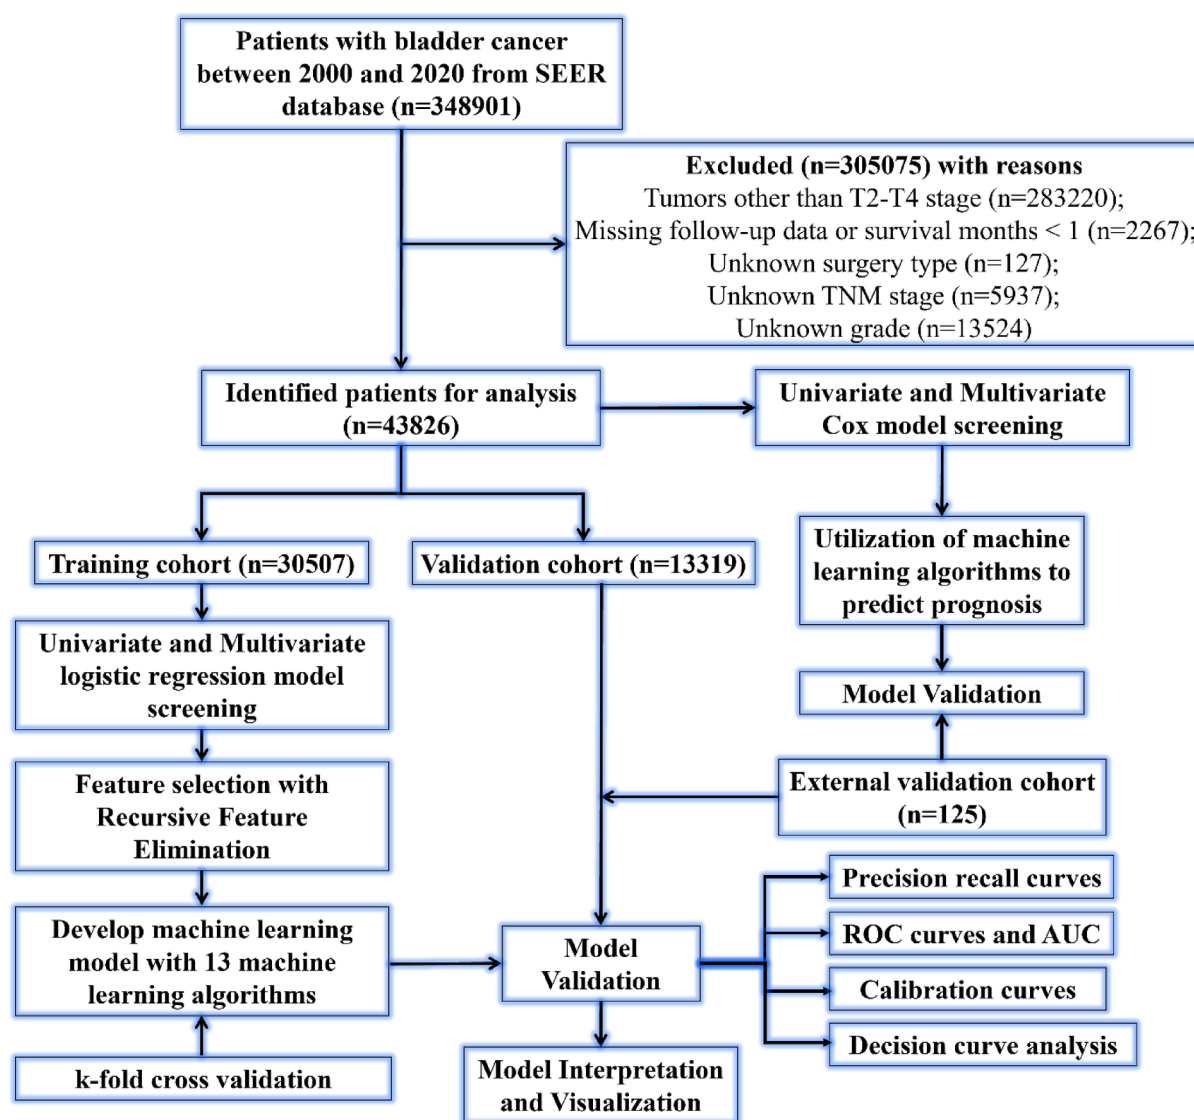 Patients with bladder cancer
between 2000 and 2020 from SEER
database (n=348901)
Excluded (n=305075) with reasons
Tumors other than T2-T4 stage (n=283220);
Missing follow-up data or survival months < 1 (n=2267);
Unknown surgery type (n=127);
Unknown TNM stage (n=5937);
Unknown grade (n=13524)
Identified patients for analysis
(n=43826)
Univariate and Multivariate
Cox model screening
Training cohort (n=30507)
Validation cohort (n=13319)
Utilization of machine
learning algorithms to
predict prognosis
Univariate and Multivariate
logistic regression model
screening
Model Validation
Feature selection with
Recursive Feature
Elimination
External validation cohort
(n=125)
Develop machine learning
model with 13 machine
learning algorithms
Model
Validation
Precision recall curves
ROC curves and AUC
Calibration curves
Decision curve analysis
k-fold cross validation
Model Interpretation
and Visualization